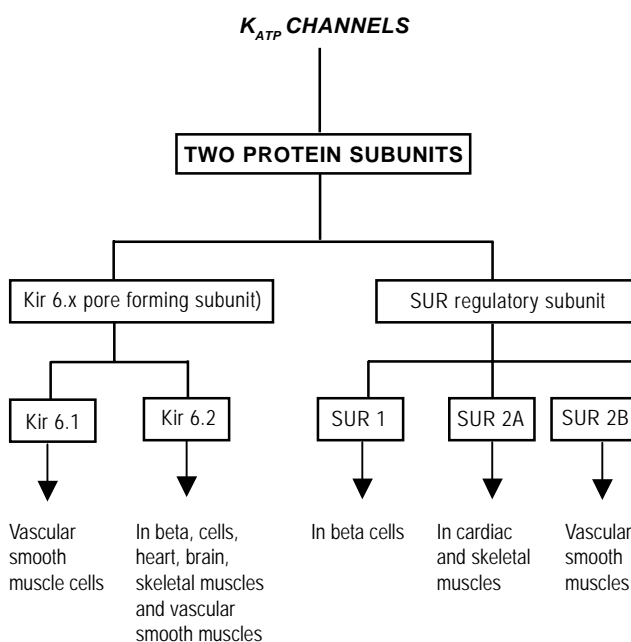 K_ATP CHANNELS
TWO PROTEIN SUBUNITS
Kir 6.x pore forming subunit)
SUR regulatory subunit
Kir 6.1
Kir 6.2
SUR 1
SUR 2A
SUR 2B
Vascular
smooth
muscle cells
In beta, cells,
heart, brain,
skeletal muscles
and vascular
smooth muscles
In beta cells
In cardiac
and skeletal
muscles
Vascular
smooth
muscles